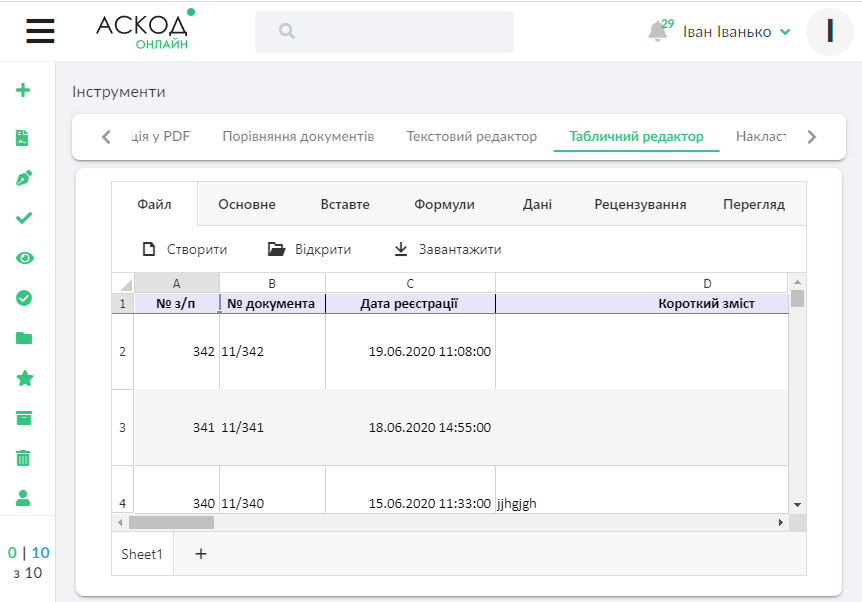 АСКОД
ОНЛАЙН
29
Іван Іванько
І
Інструменти
ція у PDF
Порівняння документів
Текстовий редактор
Табличний редактор
Накласт
Файл
Основне
Вставте
Формули
Дані
Рецензування
Перегляд
Створити
Відкрити
Завантажити
A B C D
1 № з/п № документа Дата реєстрації Короткий зміст
2 342 11/342 19.06.2020 11:08:00
3 341 11/341 18.06.2020 14:55:00
4 340 11/340 15.06.2020 11:33:00 jjhgjgh
Sheet1 +
0 | 10
з 10